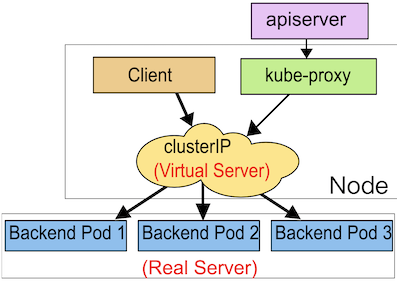 apiserver
Client
kube-proxy
clusterIP
(Virtual Server)
Node
Backend Pod 1
Backend Pod 2
Backend Pod 3
(Real Server)